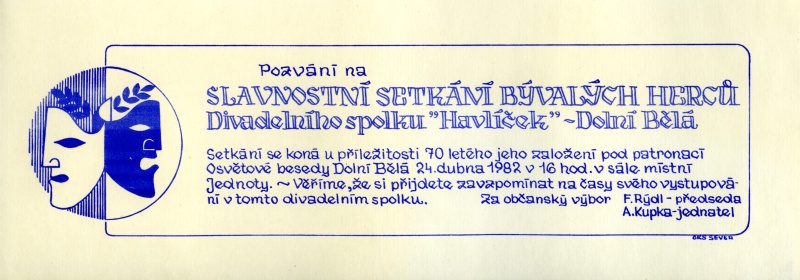 Pozvání na
SLAVNOSTNÍ SETKÁNÍ BÝVALÝCH HERCŮ
Divadelního spolku "Havlíček" ~ Dolní Bělá
Setkání se koná u příležitosti 70 letého jeho založení pod patronací
Osvětové besedy Dolní Bělá 24. dubna 1982 v 16 hod. v sále místní
Jednoty. ~ Věříme, že si přijdete zavzpomínat na časy svého vystupová-
ní v tomto divadelním spolku. Za občanský výbor F. Rýdl - předseda
A. Kupka - jednatel
OKS SEVER